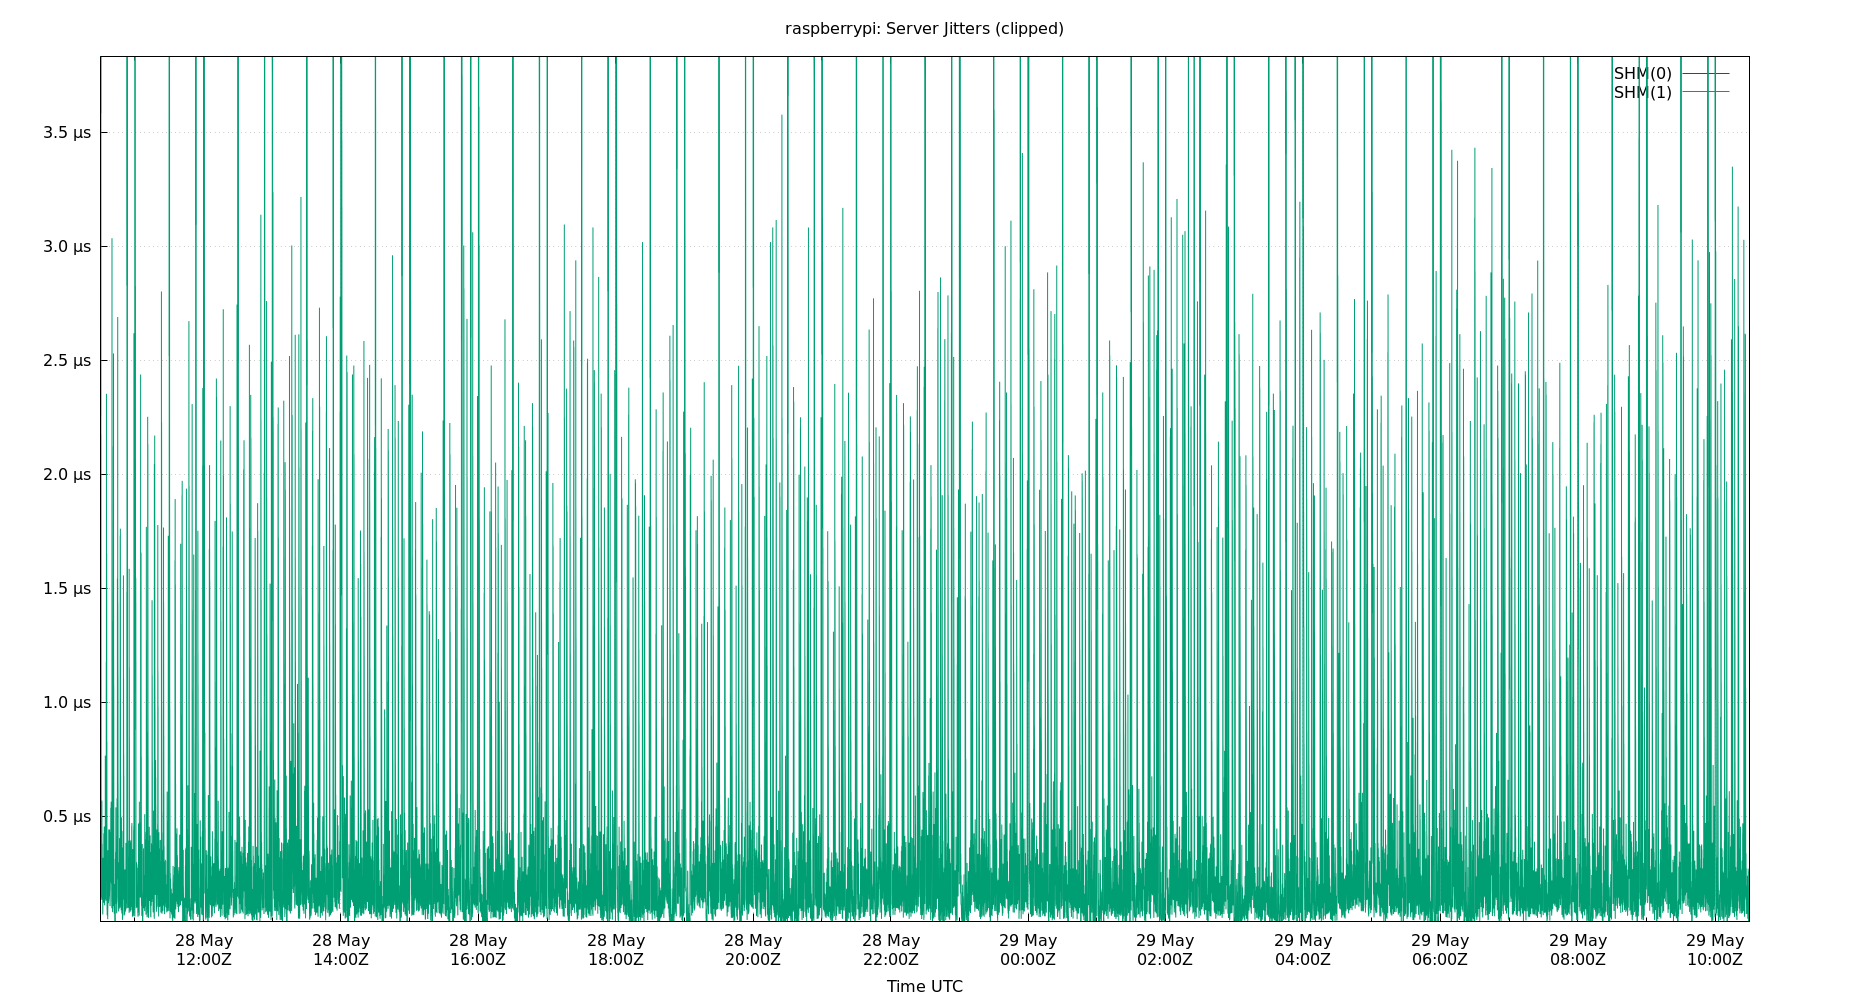 raspberrypi: Server Jitters (clipped)
SHM(0)
SHM(1)
3.5 µs
3.0 µs
2.5 µs
2.0 µs
1.5 µs
1.0 µs
0.5 µs
28 May 28 May 28 May 28 May 28 May 28 May 29 May 29 May 29 May 29 May 29 May 29 May
12:00Z 14:00Z 16:00Z 18:00Z 20:00Z 22:00Z 00:00Z 02:00Z 04:00Z 06:00Z 08:00Z 10:00Z
Time UTC